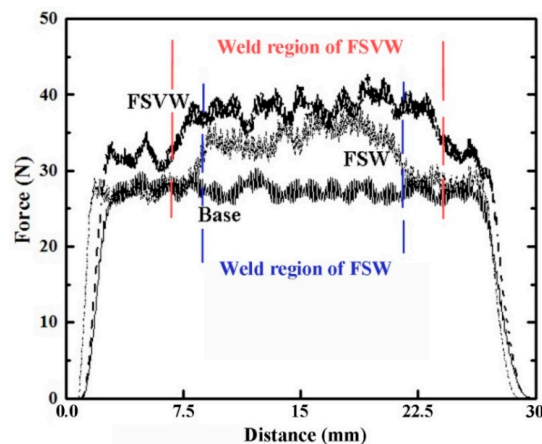 50
Weld region of FSVW
40
FSVW
30
FSW
Base
20
Weld region of FSW
10
0
Force (N)
0.0 7.5 15 22.5 30
Distance (mm)